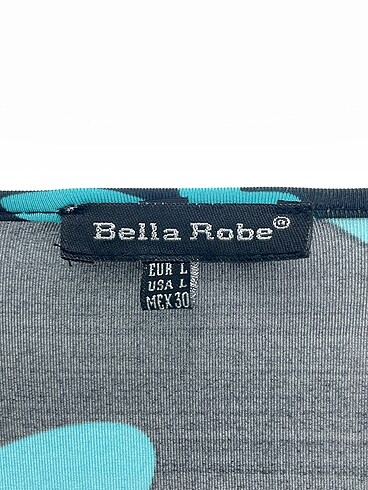 Bella Robe®
EUR L
USA L
MEX 30